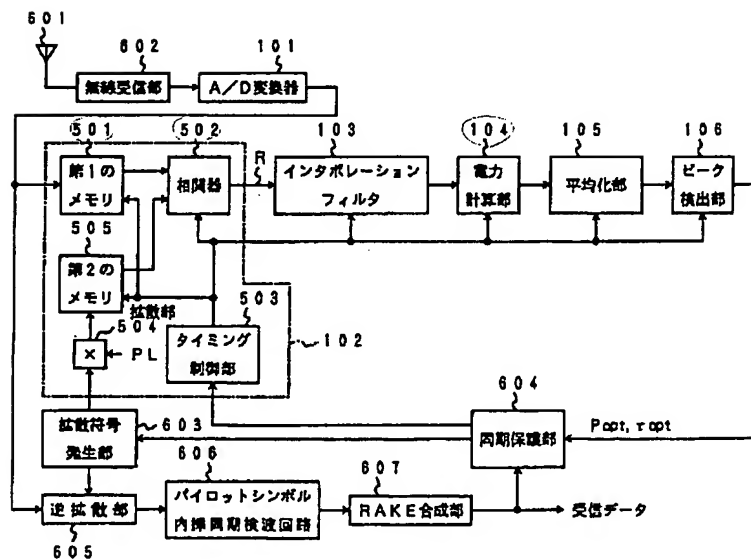 601
602
101
無線受信部
A/D変換器
501
502
103
104
105
106
第1の
メモリ
相関器
R
インタポレーション
フィルタ
電力
計算部
平均化部
ピーク
検出部
505
第2の
メモリ
拡散部
504
×
PL
503
タイミング
制御部
102
604
拡散符号
発生部
603
同期保護部
Popt, τopt
606
607
逆拡散部
605
パイロットシンボル
内挿同期検波回路
RAKE合成部
受信データ